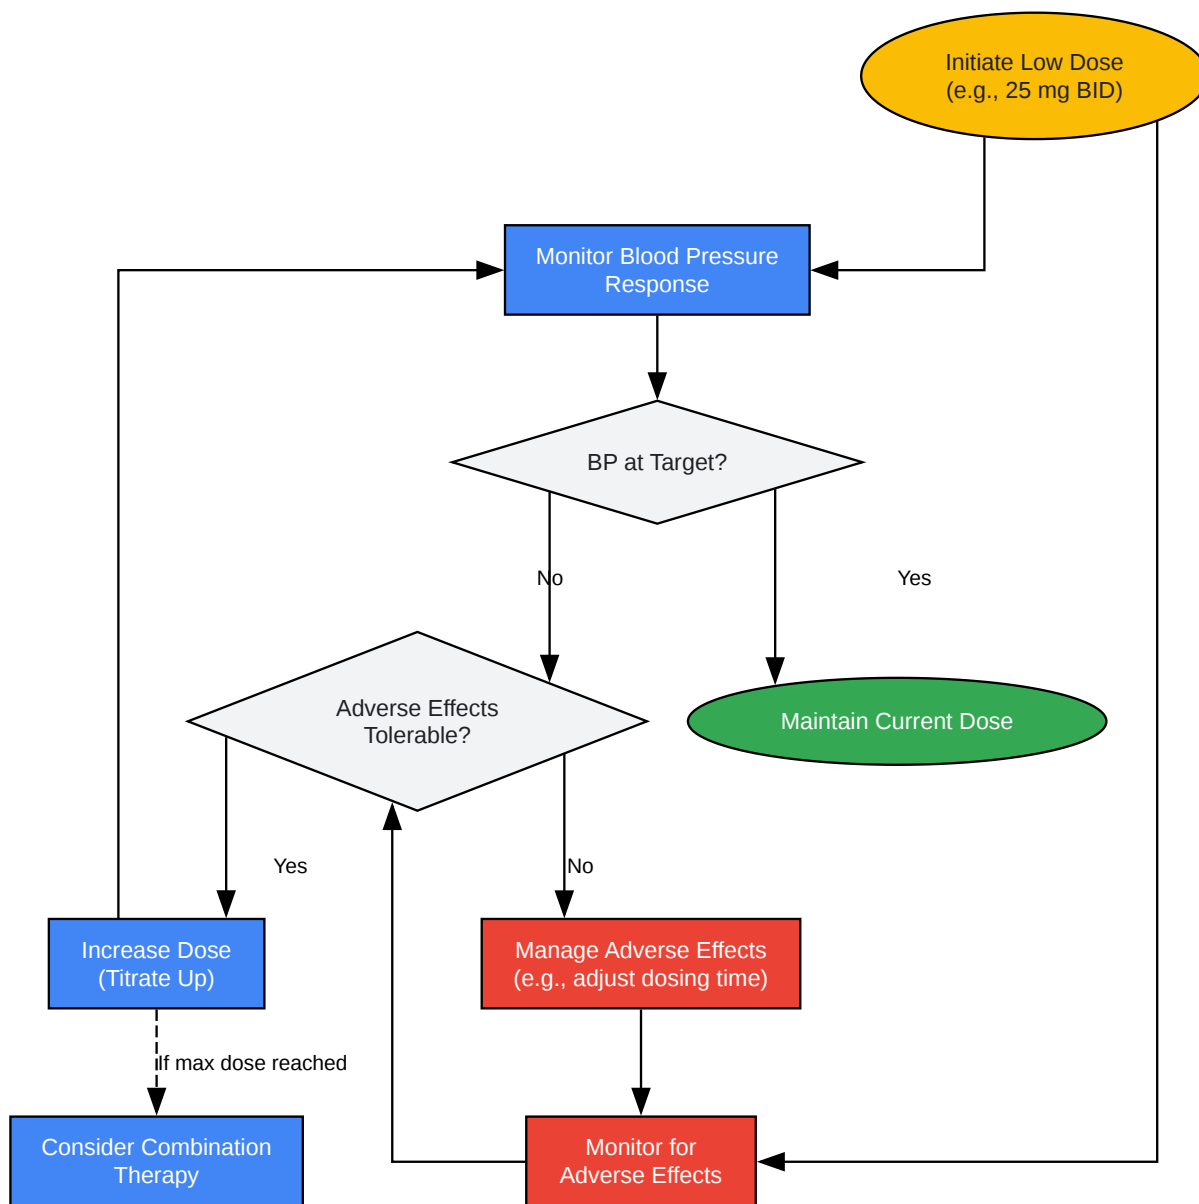 Initiate Low Dose
(e.g., 25 mg BID)
Monitor Blood Pressure
Response
BP at Target?
No
Yes
Adverse Effects
Tolerable?
Maintain Current Dose
Yes
No
Increase Dose
(Titrate Up)
Manage Adverse Effects
(e.g., adjust dosing time)
If max dose reached
Consider Combination
Therapy
Monitor for
Adverse Effects